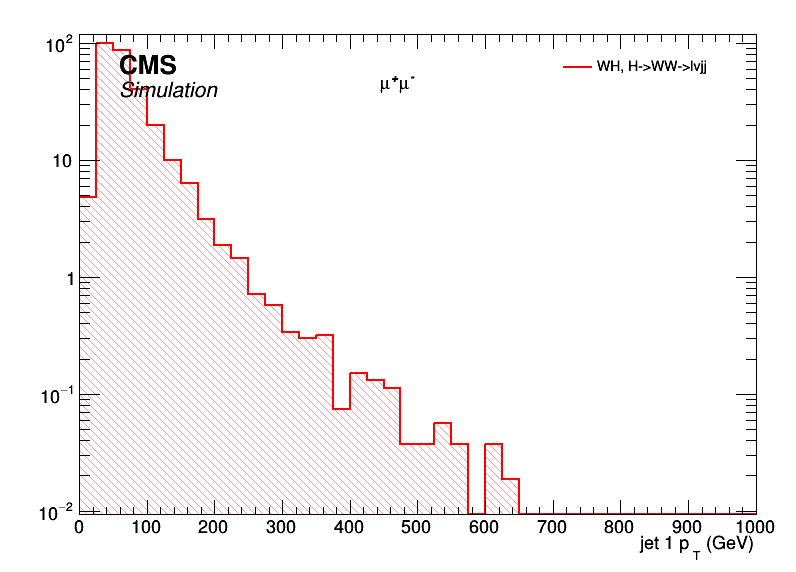 CMS
Simulation
μ⁺μ⁻
WH, H->WW->lvjj
10²
10
1
10⁻¹
10⁻²
0 100 200 300 400 500 600 700 800 900 1000
jet 1 p_T (GeV)